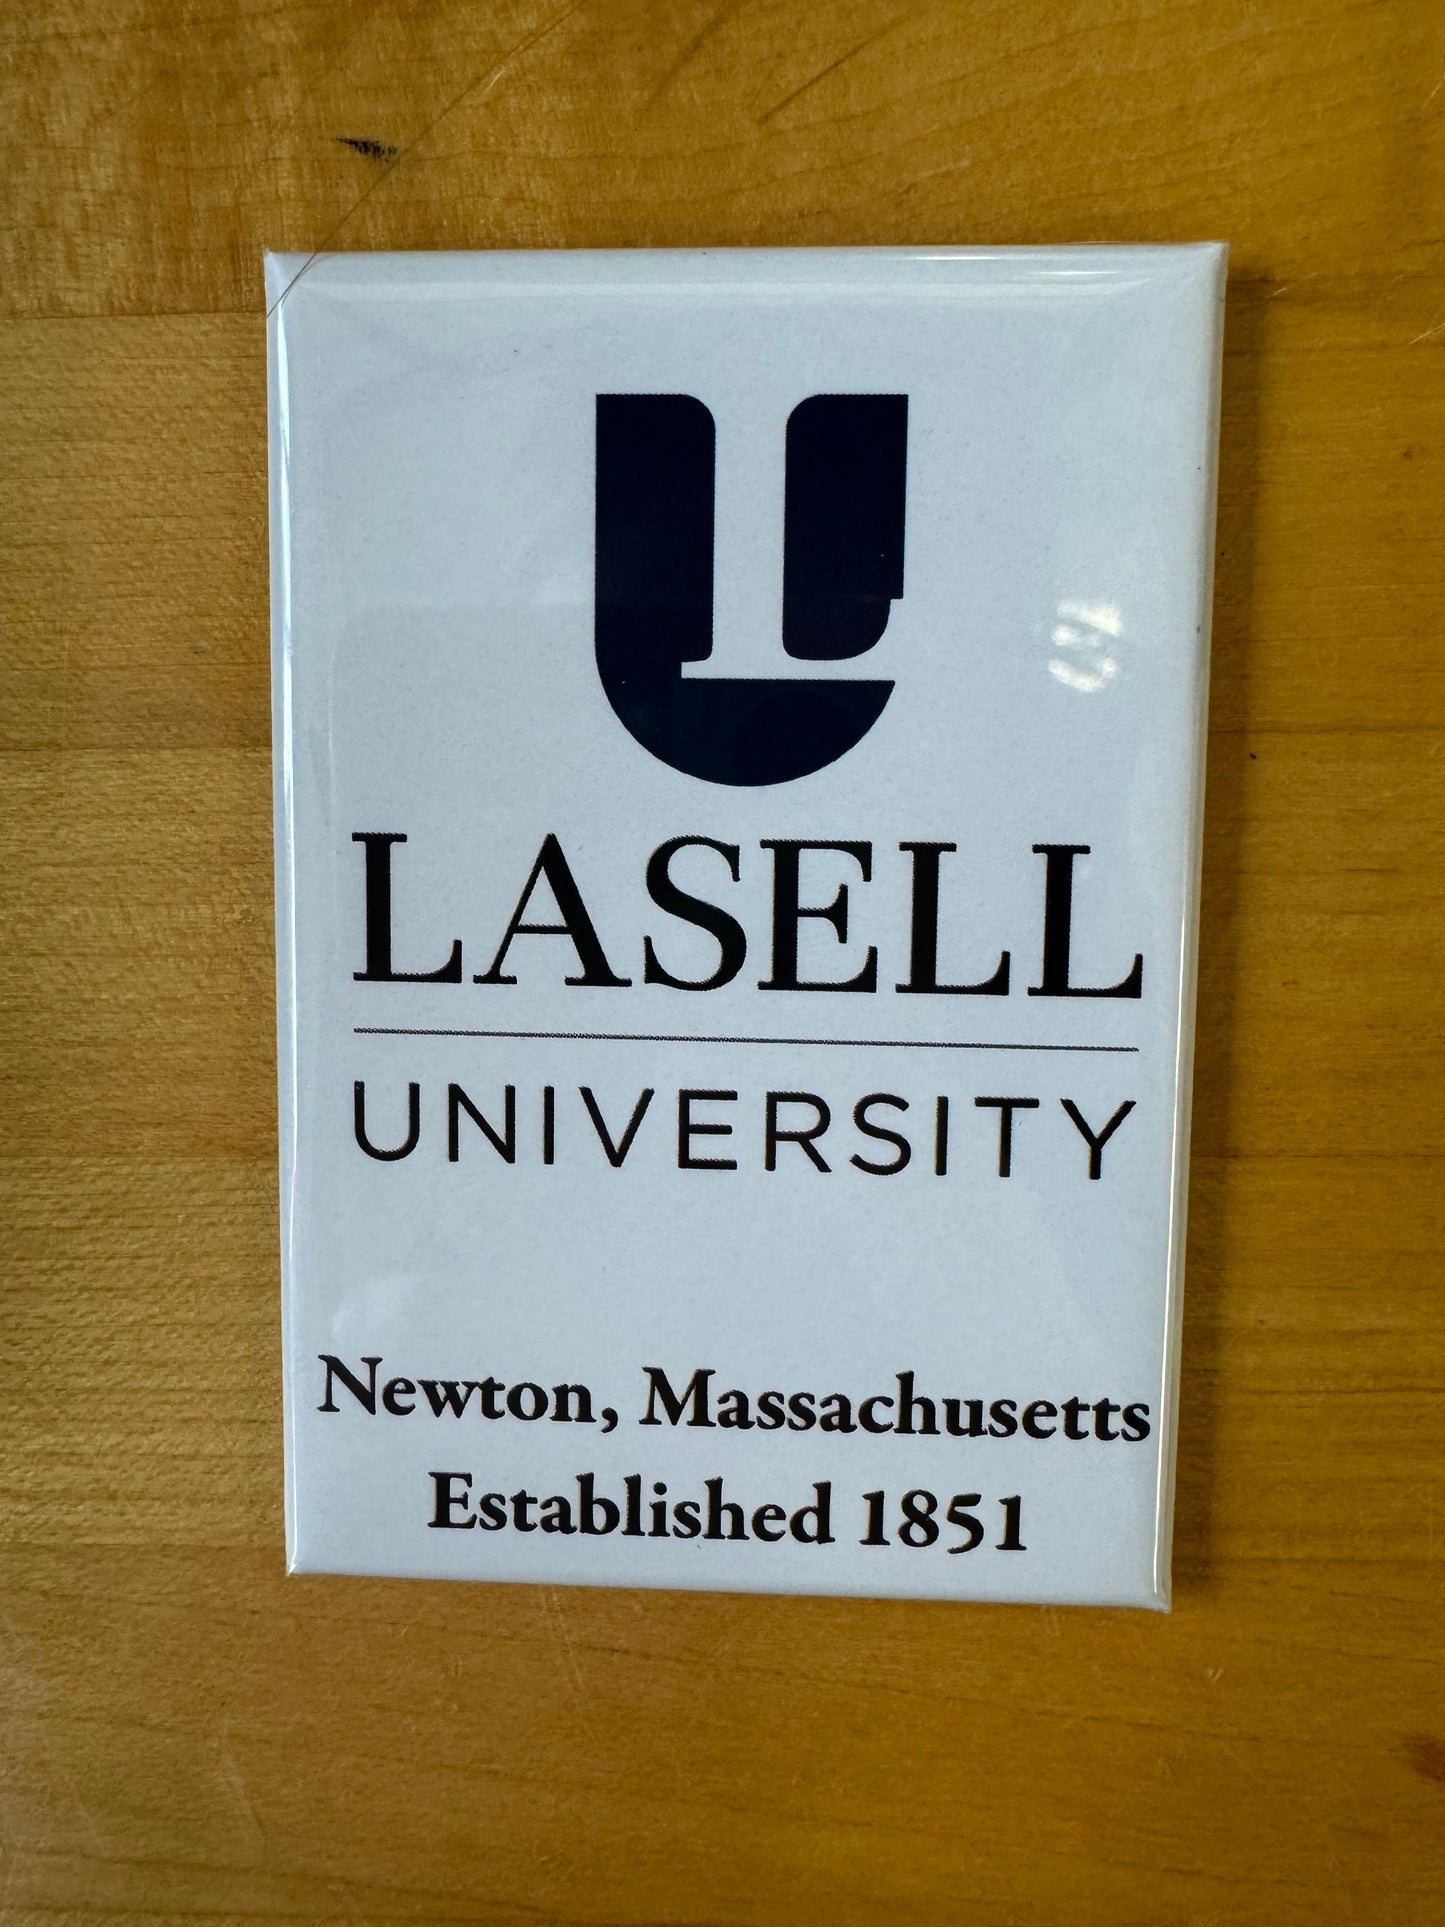 LASELL
UNIVERSITY
Newton, Massachusetts
Established 1851